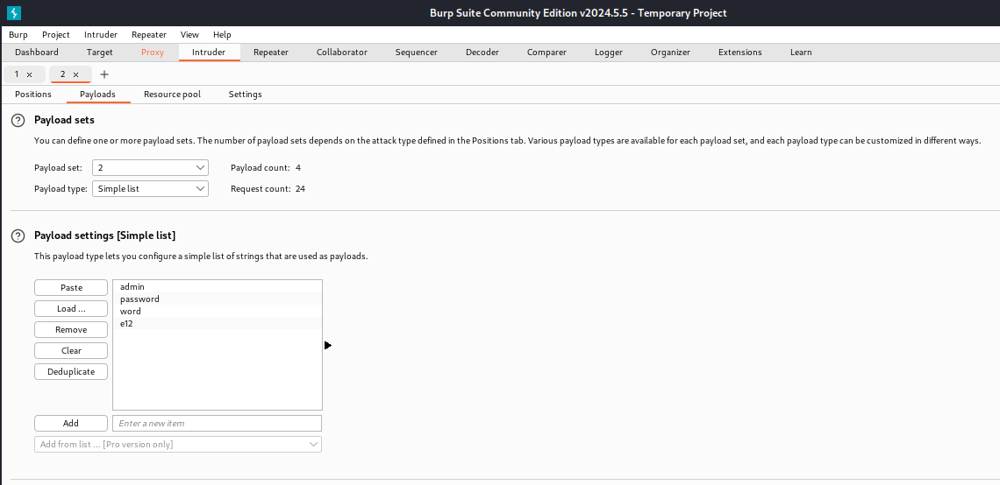 Burp Suite Community Edition v2024.5.5 - Temporary Project
Burp Project Intruder Repeater View Help
Dashboard Target Proxy Intruder Repeater Collaborator Sequencer Decoder Comparer Logger Organizer Extensions Learn
1 × 2 × +
Positions Payloads Resource pool Settings
? Payload sets
You can define one or more payload sets. The number of payload sets depends on the attack type defined in the Positions tab. Various payload types are available for each payload set, and each payload type can be customized in different ways.
Payload set: 2 Payload count: 4
Payload type: Simple list Request count: 24
? Payload settings [Simple list]
This payload type lets you configure a simple list of strings that are used as payloads.
Paste admin
password
Load ... word
Remove e12
Clear
Deduplicate
Add Enter a new item
Add from list ... [Pro version only]